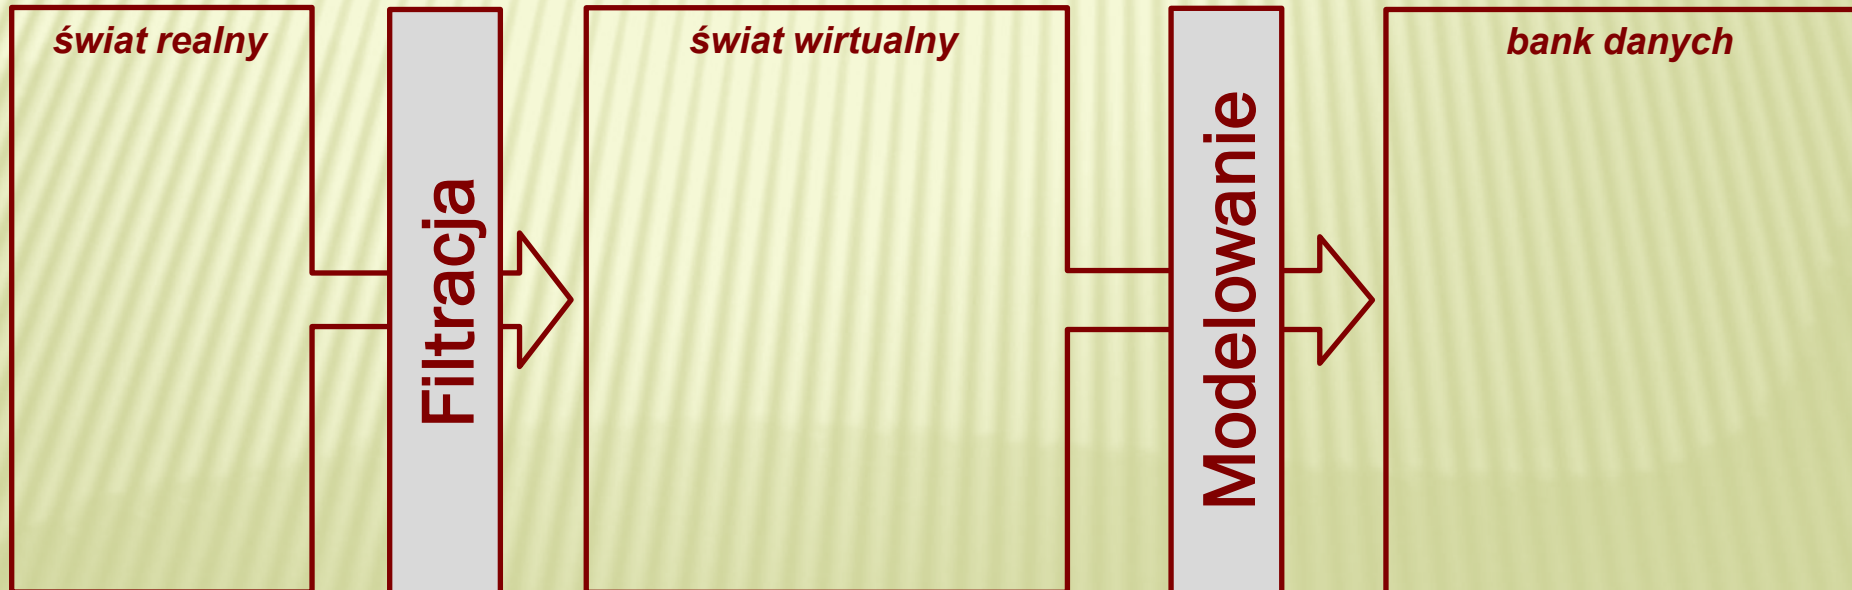 świat realny
Filtracja
świat wirtualny
Modelowanie
bank danych